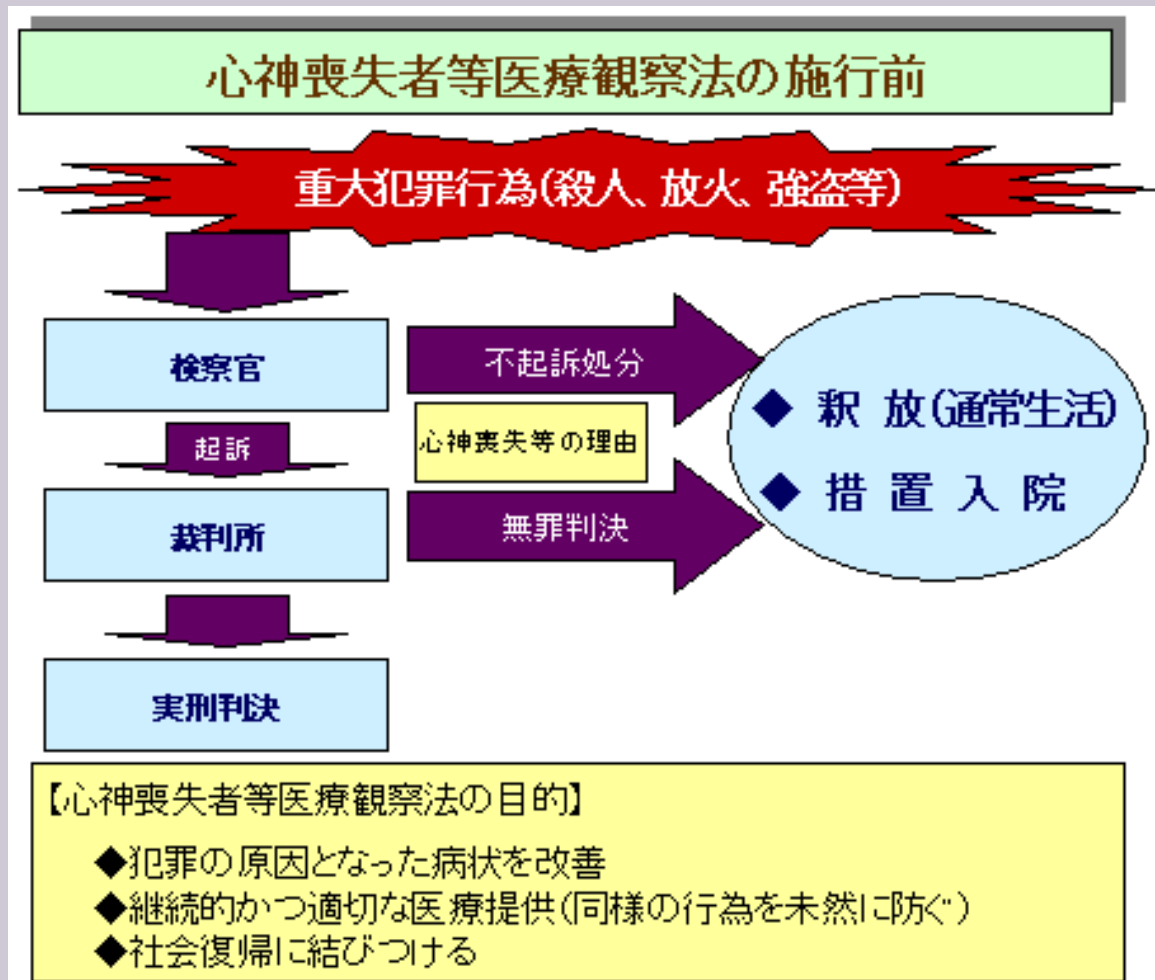 心神喪失者等医療観察法の施行前
重大犯罪行為(殺人、放火、強盗等)
検察官
不起訴処分
心神喪失等の理由
◆ 釈 放(通常生活)
◆ 措 置 入 院
起訴
裁判所
無罪判決
実刑判決
【心神喪失者等医療観察法の目的】
◆犯罪の原因となった病状を改善
◆継続的かつ適切な医療提供(同様の行為を未然に防ぐ)
◆社会復帰に結びつける